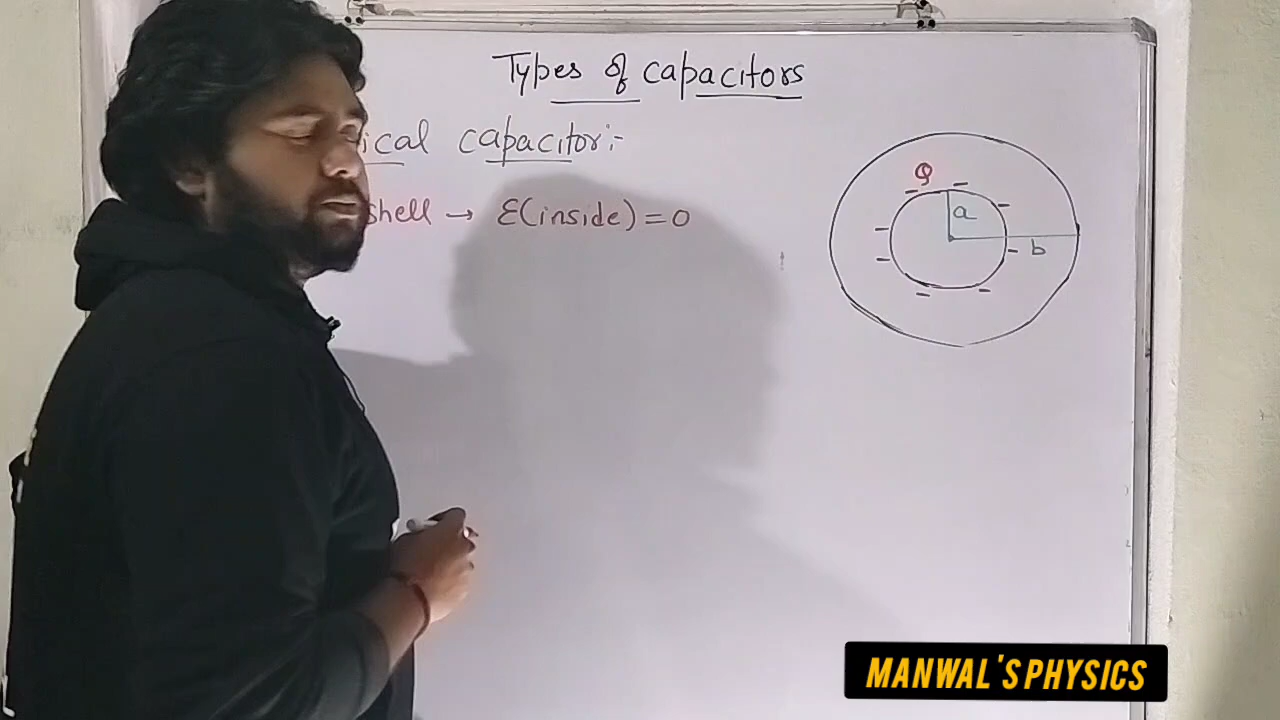 Types of capacitors
ical capacitor:-
shell → E(inside) = 0
Q
a
b
MANWAL'S PHYSICS